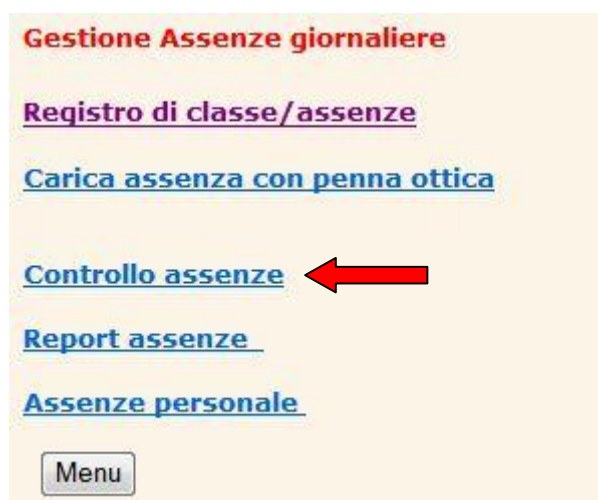 Gestione Assenze giornaliere
Registro di classe/assenze
Carica assenza con penna ottica
Controllo assenze
Report assenze
Assenze personale
Menu